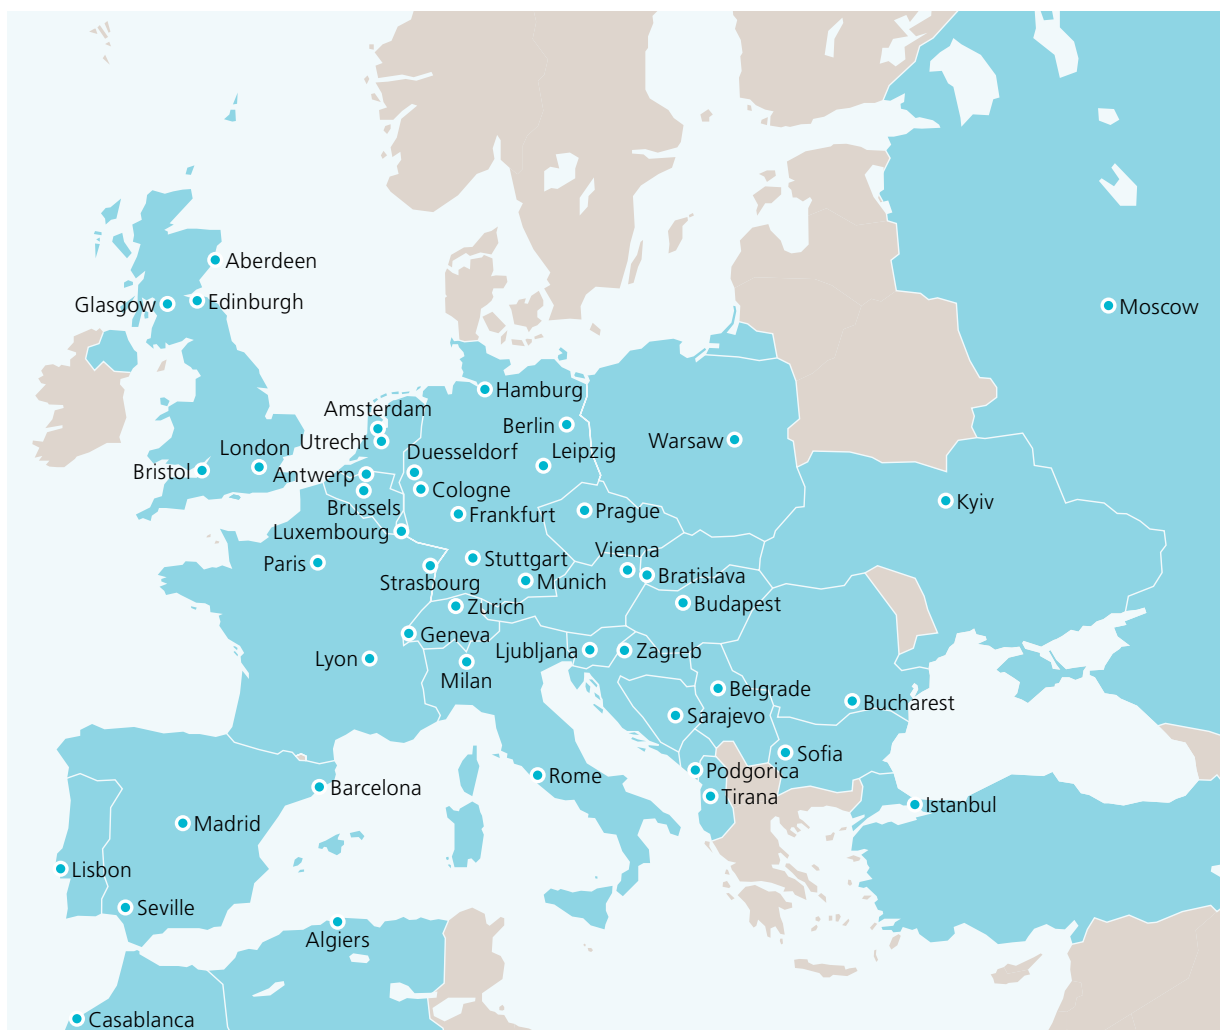 Aberdeen
Glasgow
Edinburgh
Moscow
Hamburg
Amsterdam
Berlin
Utrecht
Warsaw
London
Duesseldorf
Leipzig
Bristol
Antwerp
Cologne
Kyiv
Brussels
Frankfurt
Prague
Luxembourg
Vienna
Paris
Stuttgart
Strasbourg
Munich
Bratislava
Zurich
Budapest
Geneva
Ljubljana
Zagreb
Lyon
Milan
Belgrade
Bucharest
Sarajevo
Sofia
Podgorica
Rome
Barcelona
Tirana
Istanbul
Madrid
Lisbon
Seville
Algiers
Casablanca